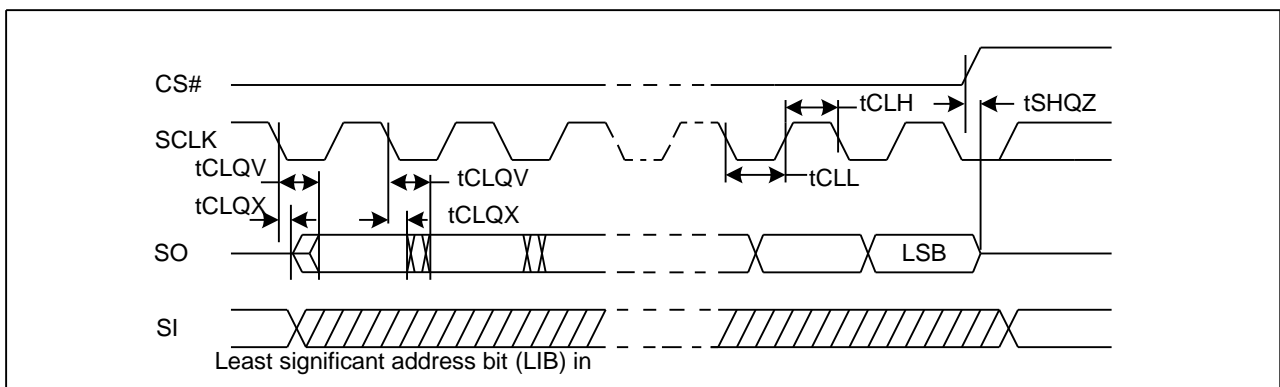 CS#
tCLH
tSHQZ
SCLK
tCLQV
tCLQV
tCLL
tCLQX
tCLQX
SO
LSB
SI
Least significant address bit (LIB) in